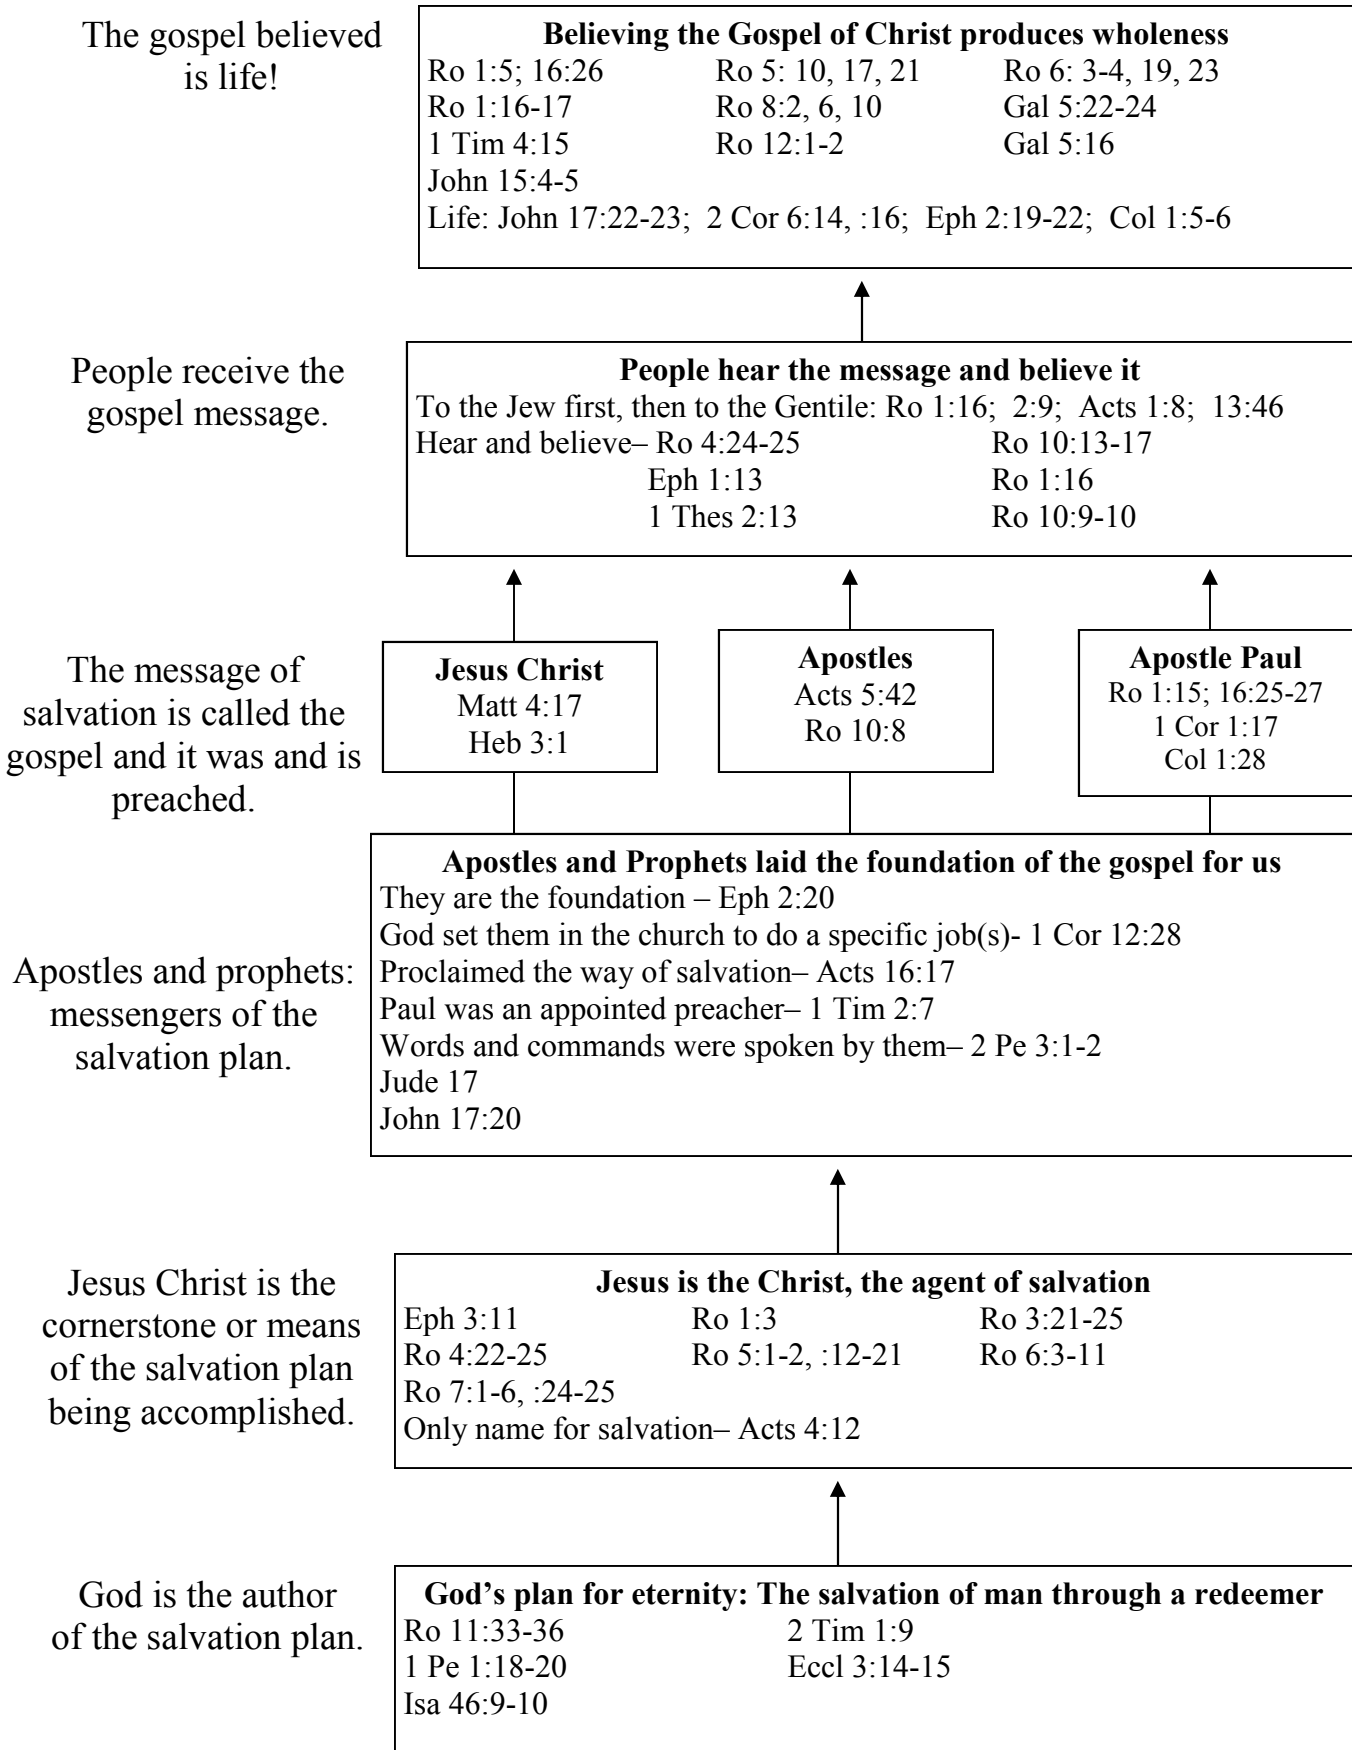 The gospel believed
is life!
Believing the Gospel of Christ produces wholeness
Ro 1:5; 16:26 Ro 5: 10, 17, 21 Ro 6: 3-4, 19, 23
Ro 1:16-17 Ro 8:2, 6, 10 Gal 5:22-24
1 Tim 4:15 Ro 12:1-2 Gal 5:16
John 15:4-5
Life: John 17:22-23; 2 Cor 6:14, :16; Eph 2:19-22; Col 1:5-6
People receive the
gospel message.
People hear the message and believe it
To the Jew first, then to the Gentile: Ro 1:16; 2:9; Acts 1:8; 13:46
Hear and believe– Ro 4:24-25 Ro 10:13-17
Eph 1:13 Ro 1:16
1 Thes 2:13 Ro 10:9-10
The message of
salvation is called the
gospel and it was and is
preached.
Jesus Christ
Matt 4:17
Heb 3:1
Apostles
Acts 5:42
Ro 10:8
Apostle Paul
Ro 1:15; 16:25-27
1 Cor 1:17
Col 1:28
Apostles and prophets:
messengers of the
salvation plan.
Apostles and Prophets laid the foundation of the gospel for us
They are the foundation – Eph 2:20
God set them in the church to do a specific job(s)- 1 Cor 12:28
Proclaimed the way of salvation– Acts 16:17
Paul was an appointed preacher– 1 Tim 2:7
Words and commands were spoken by them– 2 Pe 3:1-2
Jude 17
John 17:20
Jesus Christ is the
cornerstone or means
of the salvation plan
being accomplished.
Jesus is the Christ, the agent of salvation
Eph 3:11 Ro 1:3 Ro 3:21-25
Ro 4:22-25 Ro 5:1-2, :12-21 Ro 6:3-11
Ro 7:1-6, :24-25
Only name for salvation– Acts 4:12
God is the author
of the salvation plan.
God’s plan for eternity: The salvation of man through a redeemer
Ro 11:33-36 2 Tim 1:9
1 Pe 1:18-20 Eccl 3:14-15
Isa 46:9-10